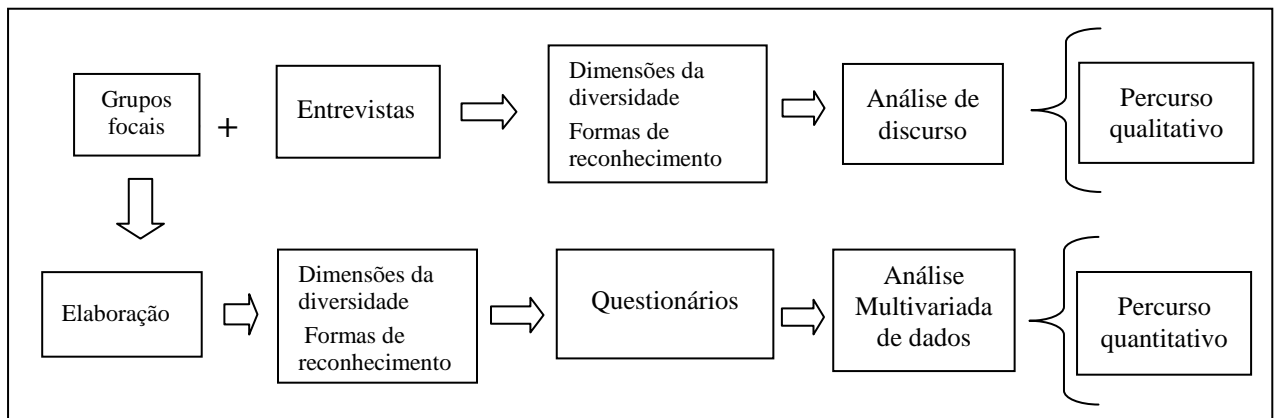 Grupos
focais
+
Entrevistas
Dimensões da
diversidade
Formas de
reconhecimento
Análise de
discurso
Percurso
qualitativo
Elaboração
Dimensões da
diversidade
Formas de
reconhecimento
Questionários
Análise
Multivariada
de dados
Percurso
quantitativo